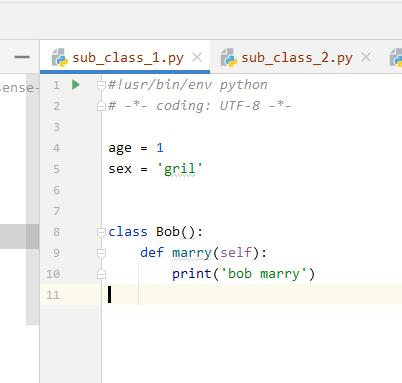 sub_class_1.py sub_class_2.py
ense-
1 #!usr/bin/env python
2 # -*- coding: UTF-8 -*-
3
4 age = 1
5 sex = 'gril'
6
7
8 class Bob():
9     def marry(self):
10         print('bob marry')
11